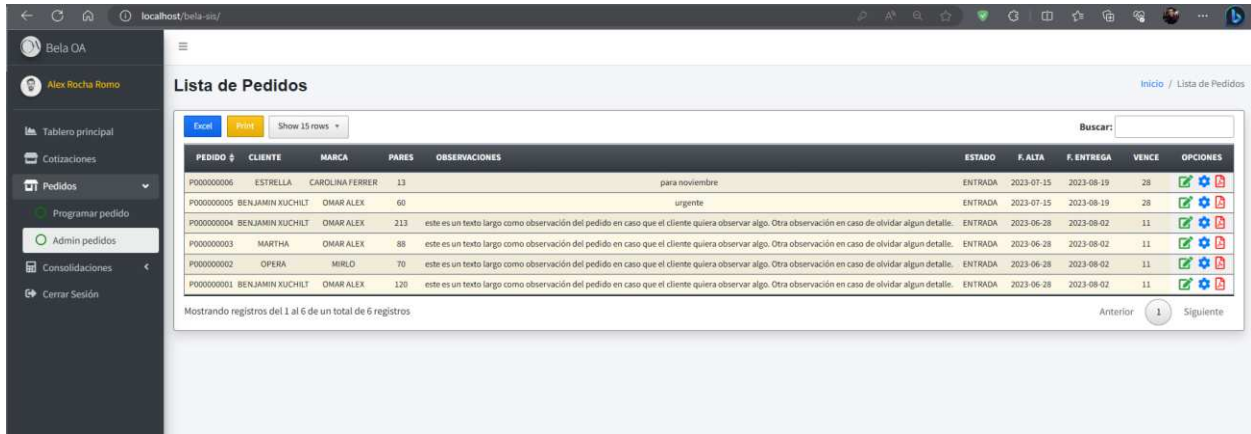 localhost/bela-sis/
Bela OA
Alex Rocha Romo
Tablero principal
Cotizaciones
Pedidos
Programar pedido
Admin pedidos
Consolidaciones
Cerrar Sesión
Lista de Pedidos
Inicio / Lista de Pedidos
Excel Print Show 15 rows
Buscar:
PEDIDO CLIENTE MARCA PARES OBSERVACIONES ESTADO F. ALTA F. ENTREGA VENCE OPCIONES
P000000006 ESTRELLA CAROLINA FERRER 13 para noviembre ENTRADA 2023-07-15 2023-08-19 28
P000000005 BENJAMIN XUCHILT OMAR ALEX 60 urgente ENTRADA 2023-07-15 2023-08-19 28
P000000004 BENJAMIN XUCHILT OMAR ALEX 213 este es un texto largo como observación del pedido en caso que el cliente quiera observar algo. Otra observación en caso de olvidar algun detalle. ENTRADA 2023-06-28 2023-08-02 11
P000000003 MARTHA OMAR ALEX 88 este es un texto largo como observación del pedido en caso que el cliente quiera observar algo. Otra observación en caso de olvidar algun detalle. ENTRADA 2023-06-28 2023-08-02 11
P000000002 OPERA MIRLO 70 este es un texto largo como observación del pedido en caso que el cliente quiera observar algo. Otra observación en caso de olvidar algun detalle. ENTRADA 2023-06-28 2023-08-02 11
P000000001 BENJAMIN XUCHILT OMAR ALEX 120 este es un texto largo como observación del pedido en caso que el cliente quiera observar algo. Otra observación en caso de olvidar algun detalle. ENTRADA 2023-06-28 2023-08-02 11
Mostrando registros del 1 al 6 de un total de 6 registros
Anterior 1 Siguiente